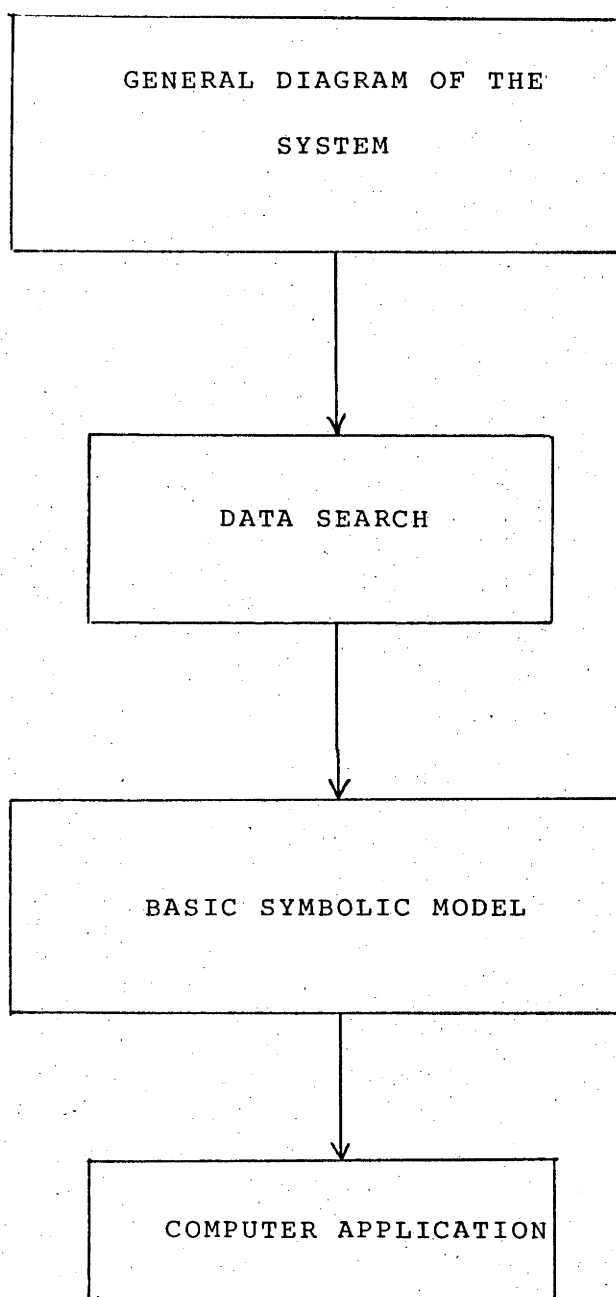 GENERAL DIAGRAM OF THE
SYSTEM
DATA SEARCH
BASIC SYMBOLIC MODEL
COMPUTER APPLICATION